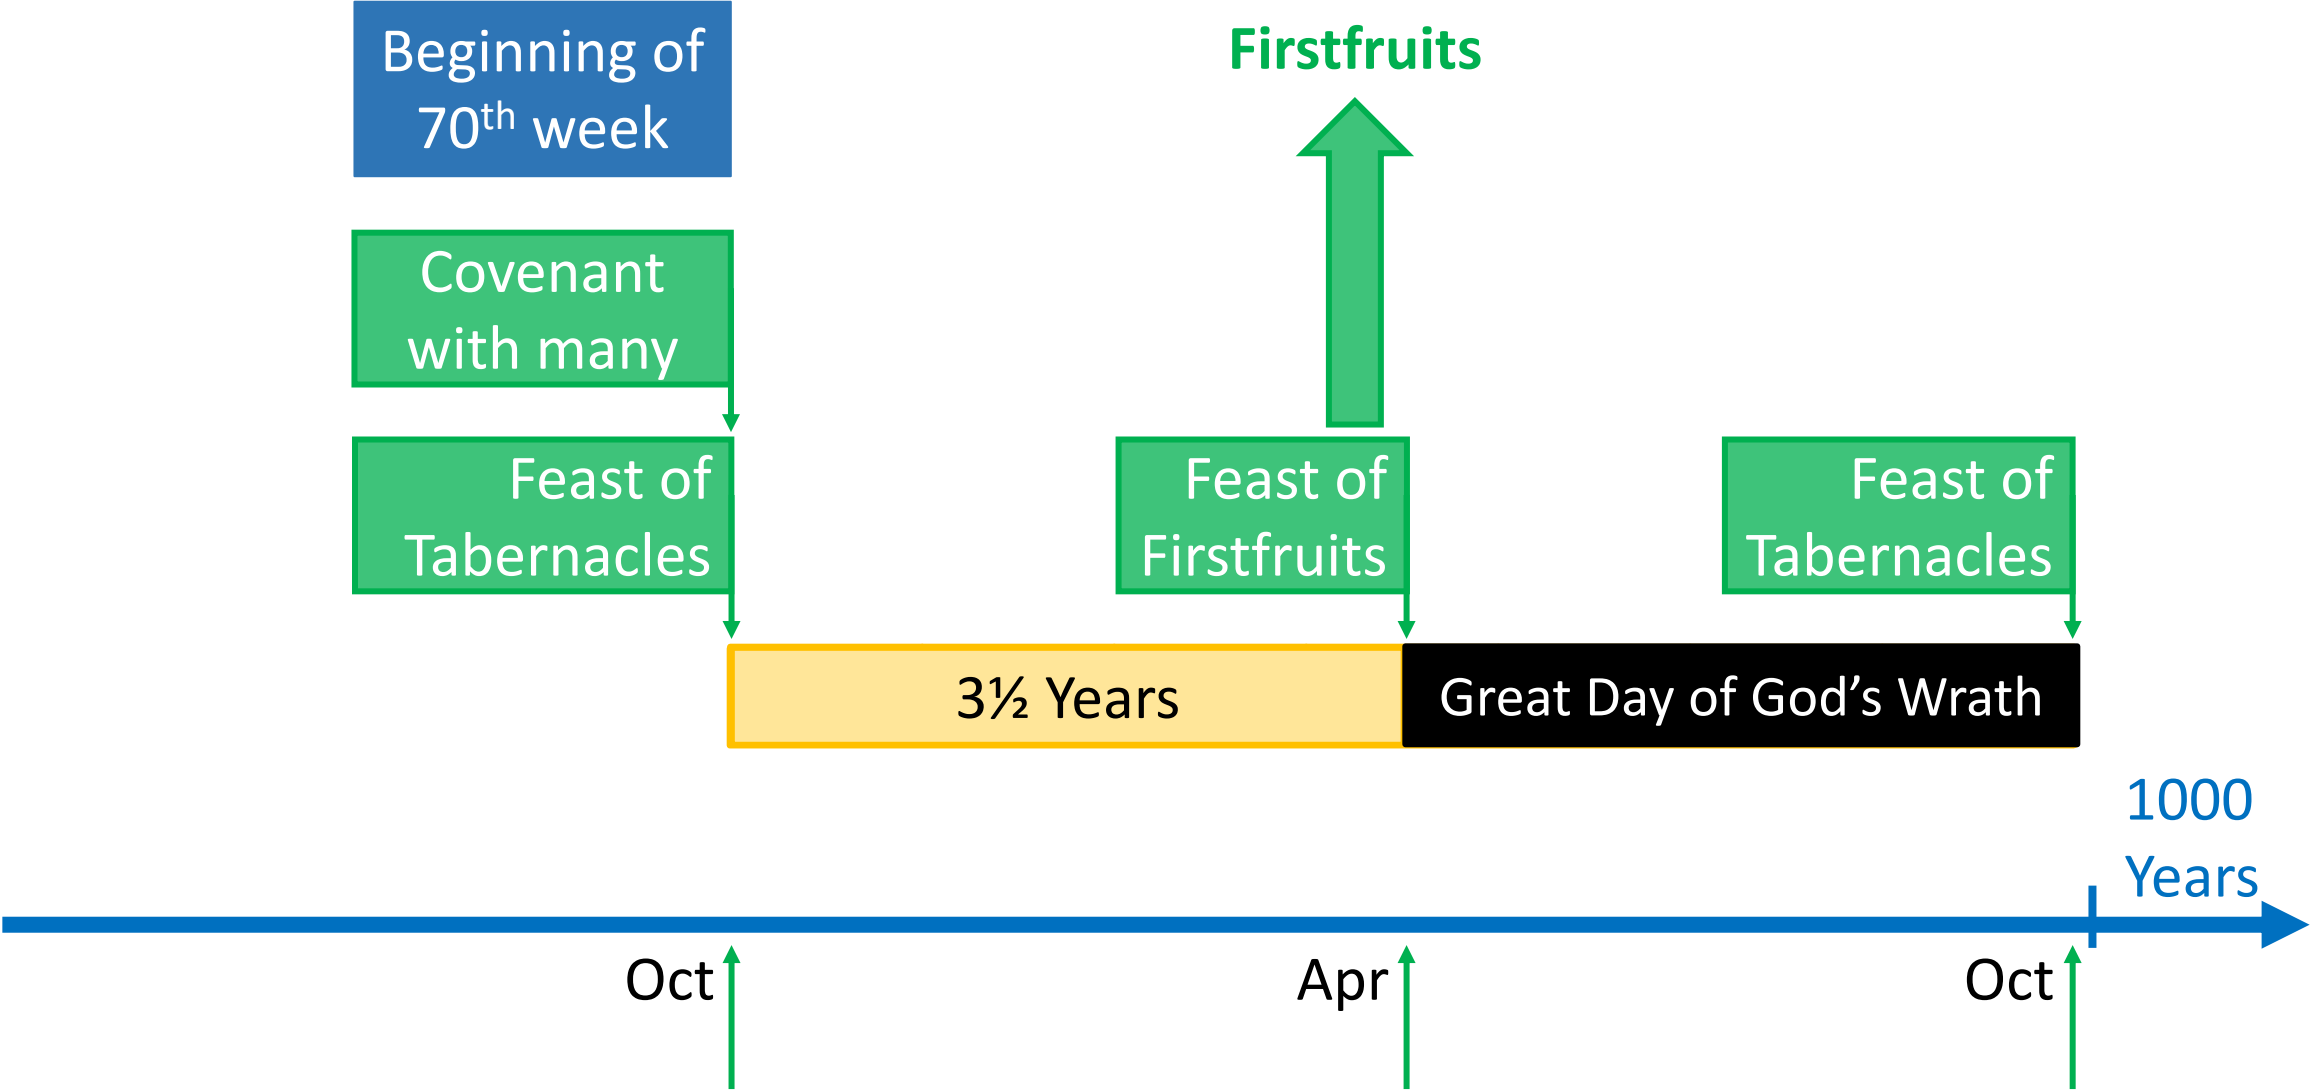 Beginning of
70th week
Firstfruits
Covenant
with many
Feast of
Tabernacles
Feast of
Firstfruits
Feast of
Tabernacles
3½ Years
Great Day of God’s Wrath
1000
Years
Oct
Apr
Oct